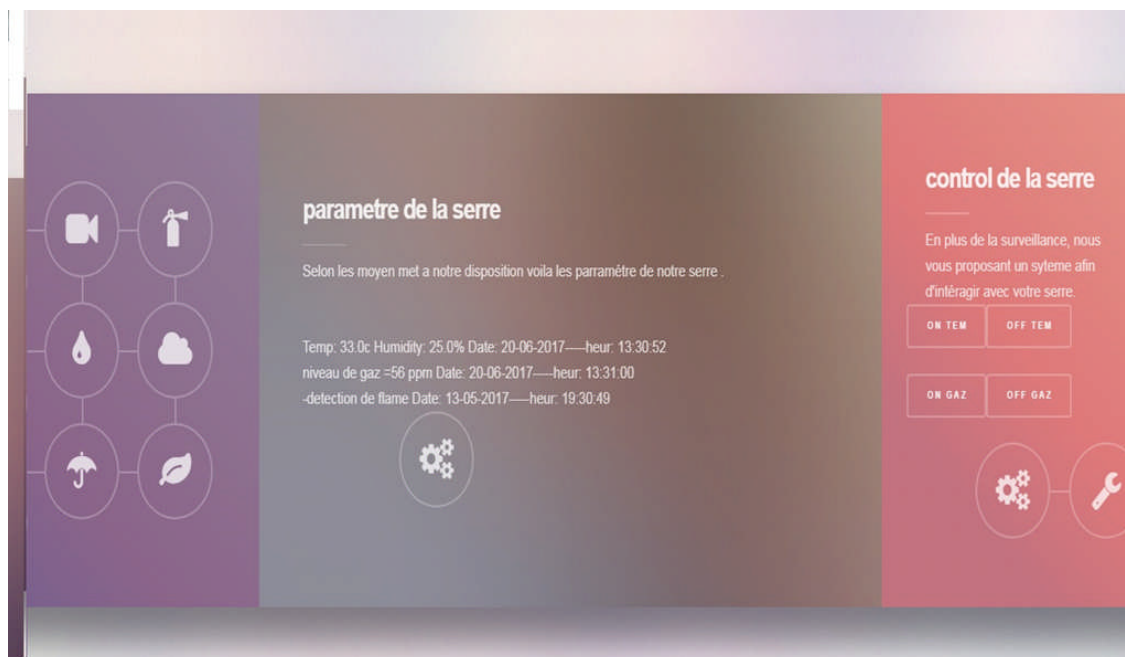 parametre de la serre
Selon les moyen met a notre disposition voila les parramètre de notre serre .
Temp: 33.0c Humidity: 25.0% Date: 20-06-2017-----heur: 13:30:52
niveau de gaz =56 ppm Date: 20-06-2017-----heur: 13:31:00
-detection de flame Date: 13-05-2017-----heur: 19:30:49
control de la serre
En plus de la surveillance, nous
vous proposant un syteme afin
d'intéragir avec votre serre.
ON TEM OFF TEM
ON GAZ OFF GAZ